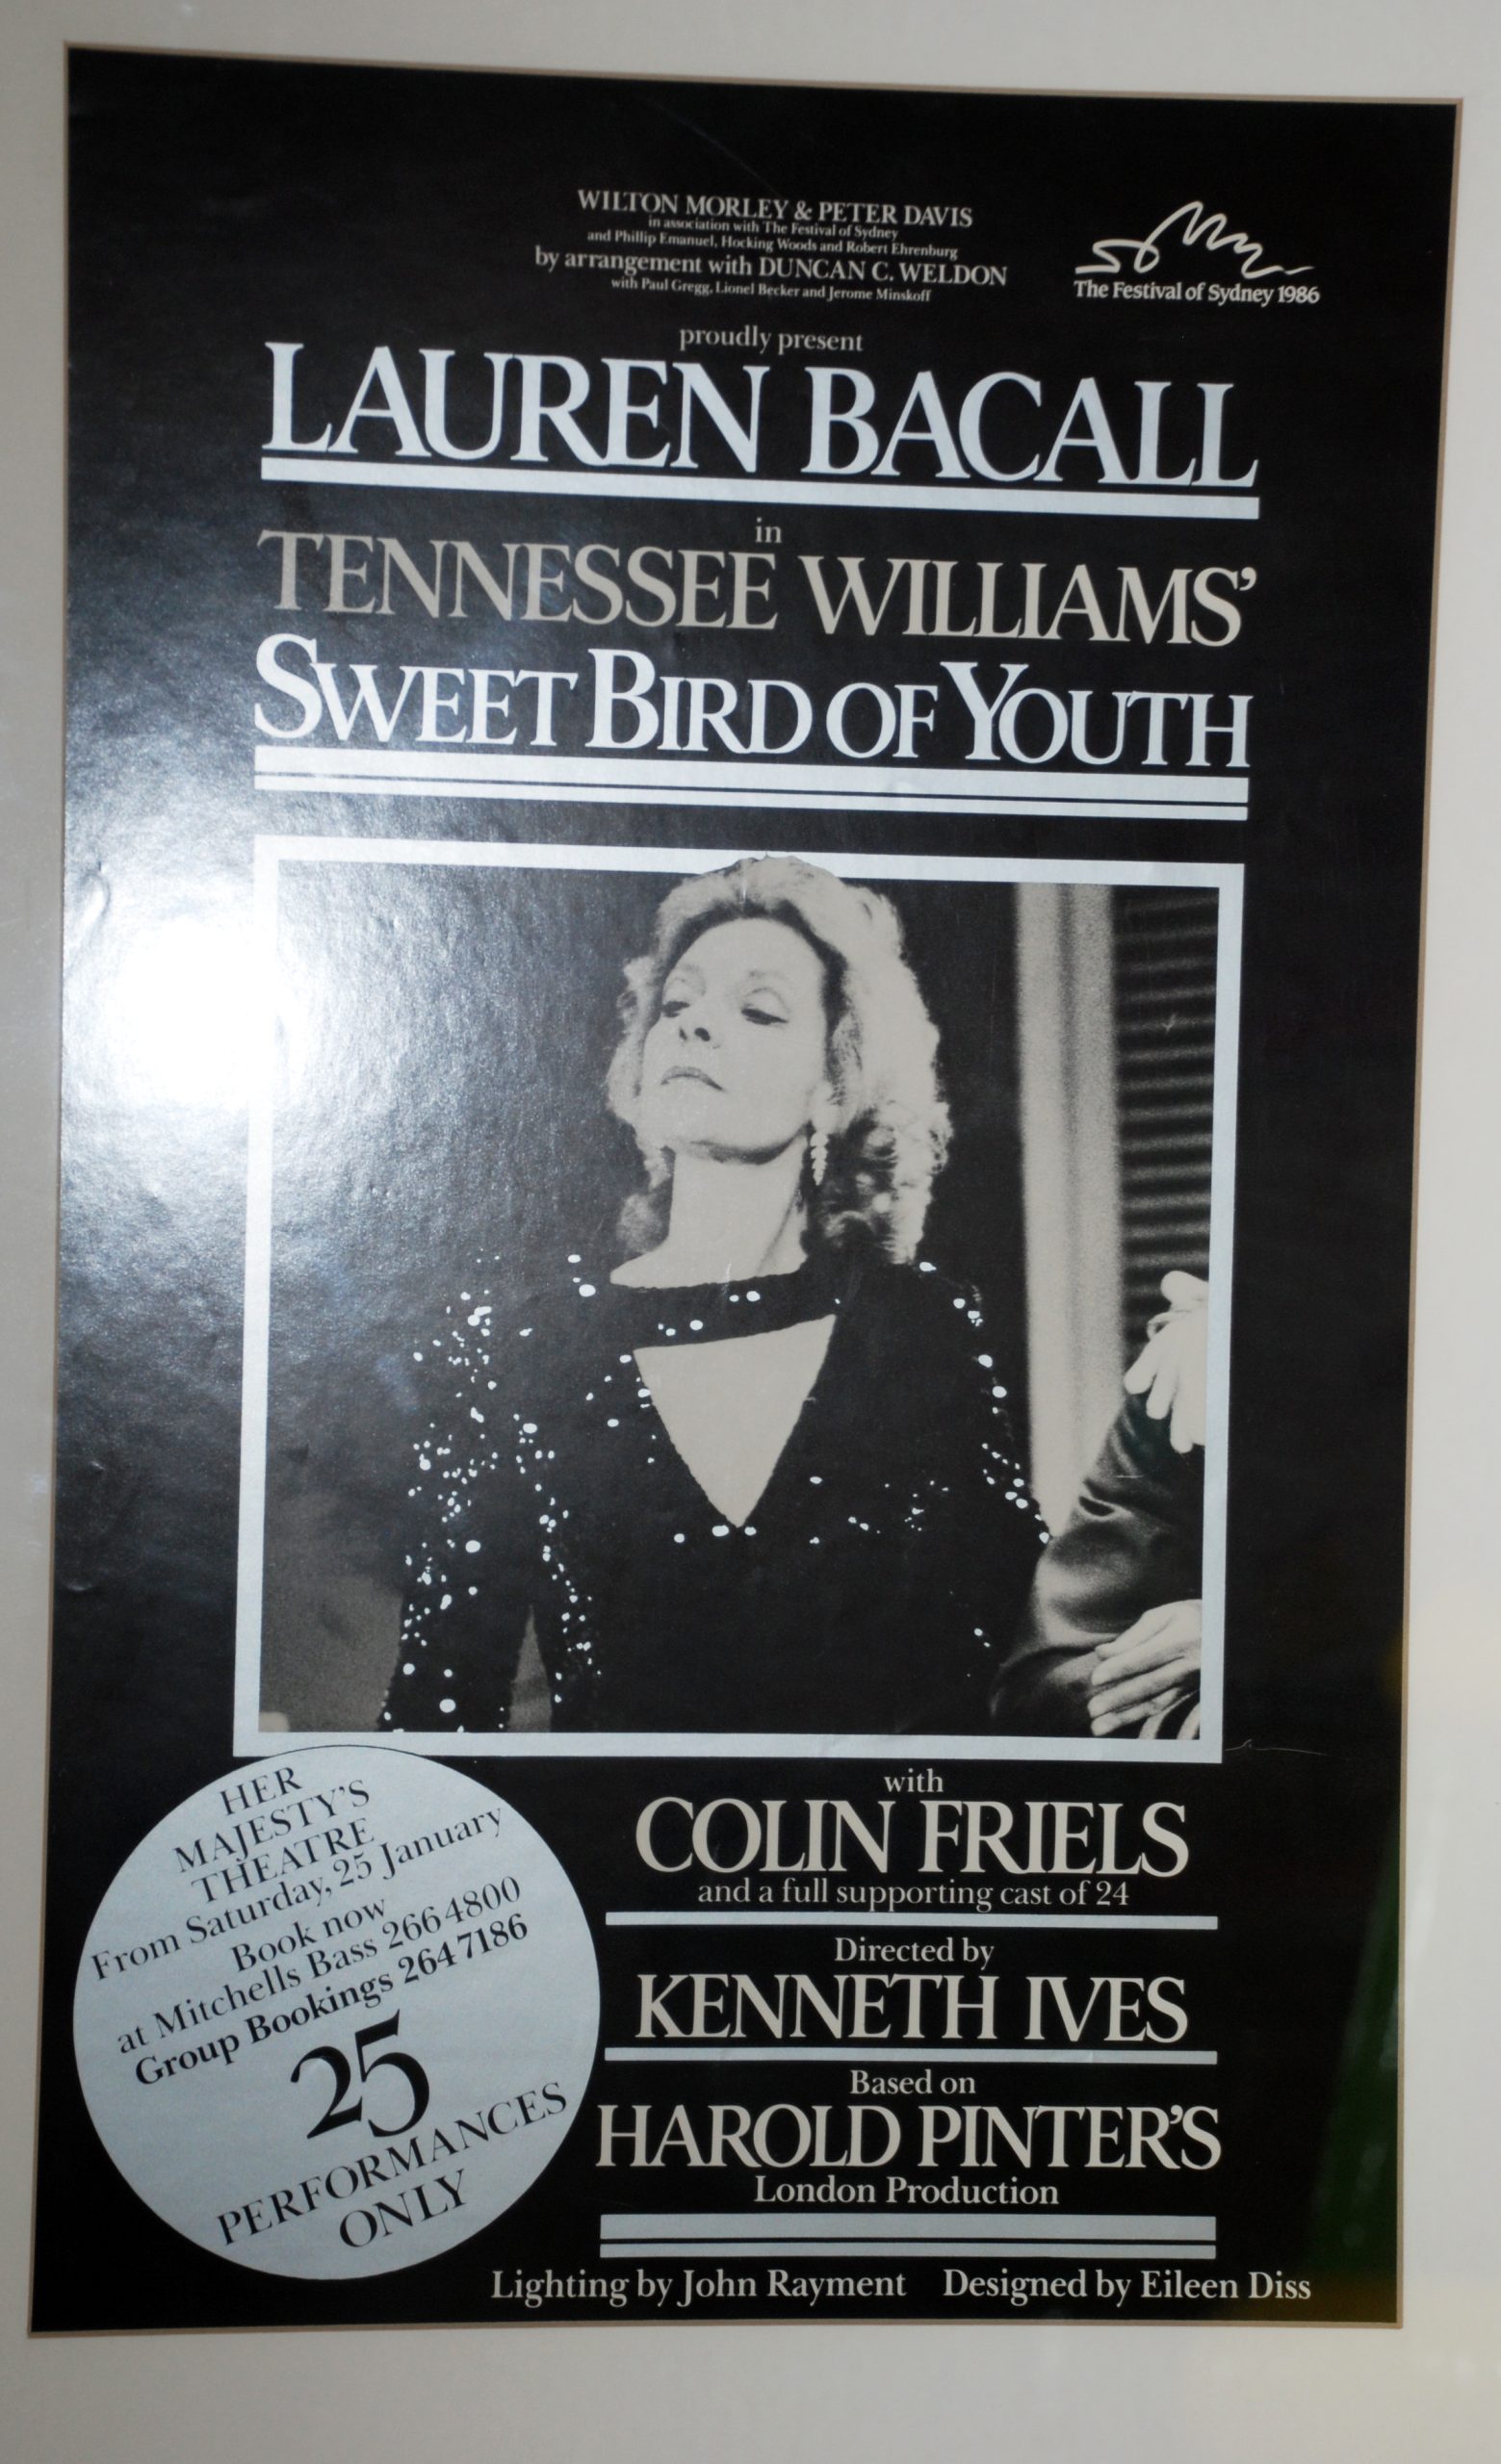 WILTON MORLEY & PETER DAVIS
in association with The Festival of Sydney
and Phillip Emanuel, Hocking Woods and Robert Ehrenburg
by arrangement with DUNCAN C. WELDON
with Paul Gregg, Lionel Becker and Jerome Minskoff
The Festival of Sydney 1986
proudly present
LAUREN BACALL
in
TENNESSEE WILLIAMS'
SWEET BIRD OF YOUTH
HER
MAJESTY'S
THEATRE
From Saturday, 25 January
Book now
at Mitchells Bass 266 4800
Group Bookings 264 7186
25
PERFORMANCES
ONLY
with
COLIN FRIELS
and a full supporting cast of 24
Directed by
KENNETH IVES
Based on
HAROLD PINTER'S
London Production
Lighting by John Rayment Designed by Eileen Diss